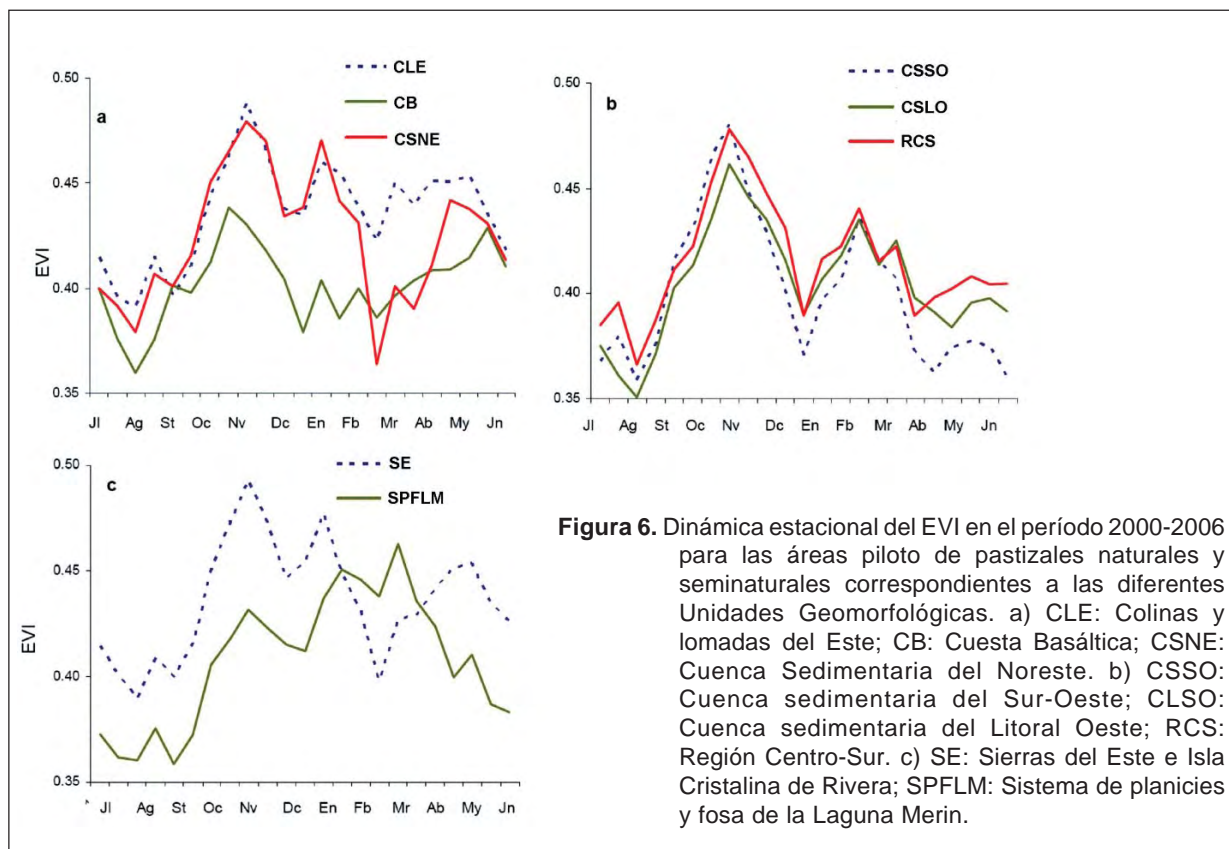 CLE
CB
CSNE
a
0.50
0.45
0.40
0.35
EVI
Jl Ag St Oc Nv Dc En Fb Mr Ab My Jn
CSSO
CSLO
RCS
b
0.50
0.45
0.40
0.35
Jl Ag St Oc Nv Dc En Fb Mr Ab My Jn
SE
SPFLM
c
0.50
0.45
0.40
0.35
EVI
Jl Ag St Oc Nv Dc En Fb Mr Ab My Jn
Figura 6. Dinámica estacional del EVI en el período 2000-2006
para las áreas piloto de pastizales naturales y
seminaturales correspondientes a las diferentes
Unidades Geomorfológicas. a) CLE: Colinas y
lomadas del Este; CB: Cuesta Basáltica; CSNE:
Cuenca Sedimentaria del Noreste. b) CSSO:
Cuenca sedimentaria del Sur-Oeste; CLSO:
Cuenca sedimentaria del Litoral Oeste; RCS:
Región Centro-Sur. c) SE: Sierras del Este e Isla
Cristalina de Rivera; SPFLM: Sistema de planicies
y fosa de la Laguna Merin.